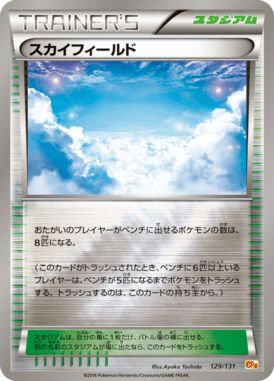 TRAINER'S
スタジアム
スカイフィールド
おたがいのプレイヤーがベンチに出せるポケモンの数は、
8匹になる。
(このカードがトラッシュされたとき、ベンチに6匹以上いる
プレイヤーは、ベンチポケモンが5匹になるまでトラッシュ
する。トラッシュするのは、このカードの持ち主から。)
スタジアムは、自分の番に1枚だけ、バトル場の横に出せる。
別の名前のスタジアムが場に出たなら、このカードをトラッシュする。
Illus.Ayaka Yoshida
CP4
129/131
©2016 Pokémon/Nintendo/Creatures/GAME FREAK.